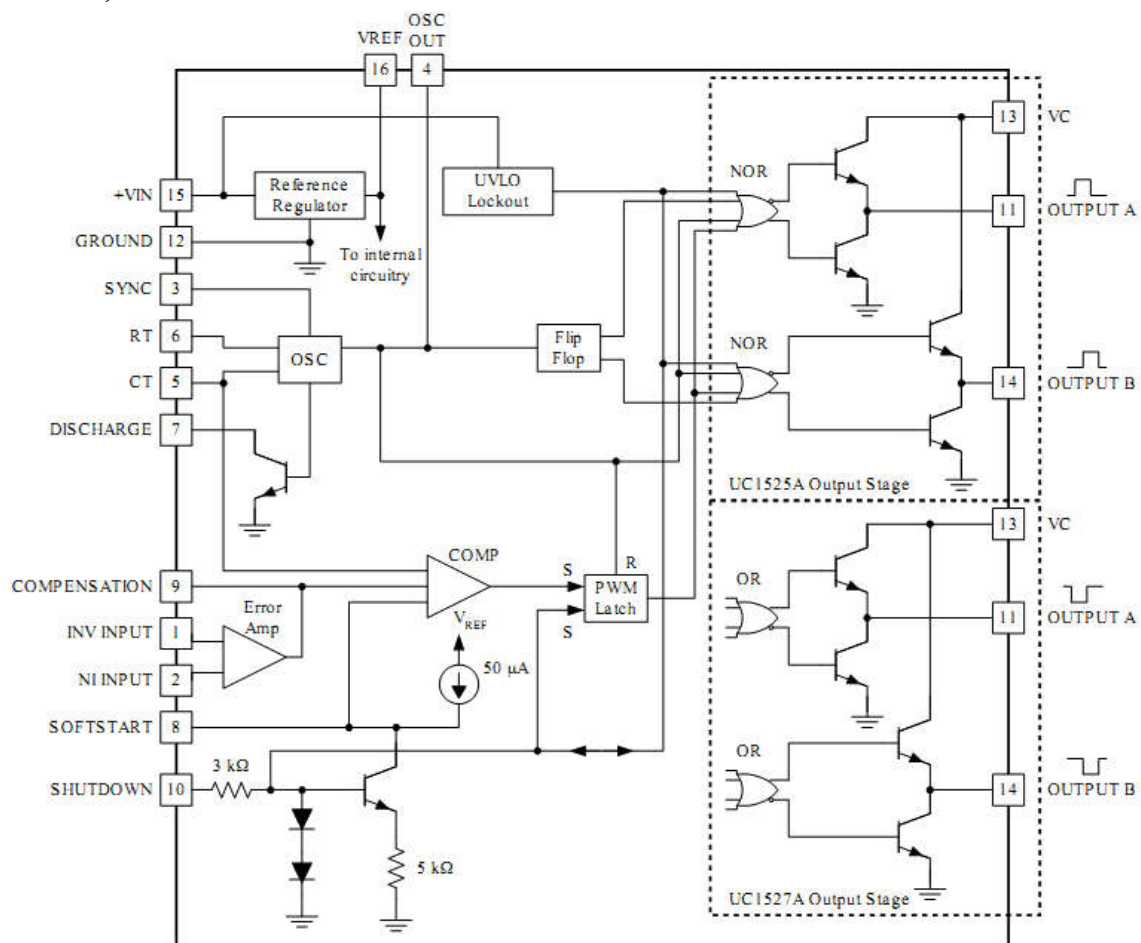 OSC
VREF OUT
16 4
13 VC
NOR
+VIN 15 Reference Regulator
UVLO Lockout
11 OUTPUT A
GROUND 12
To internal circuitry
SYNC 3
RT 6
OSC
Flip Flop
NOR
CT 5
14 OUTPUT B
DISCHARGE 7
UC1525A Output Stage
13 VC
COMP
R
S
OR
COMPENSATION 9
PWM Latch
Error Amp
VREF
S
11 OUTPUT A
INV INPUT 1
NI INPUT 2
50 µA
SOFTSTART 8
OR
3 kΩ
SHUTDOWN 10
14 OUTPUT B
5 kΩ
UC1527A Output Stage